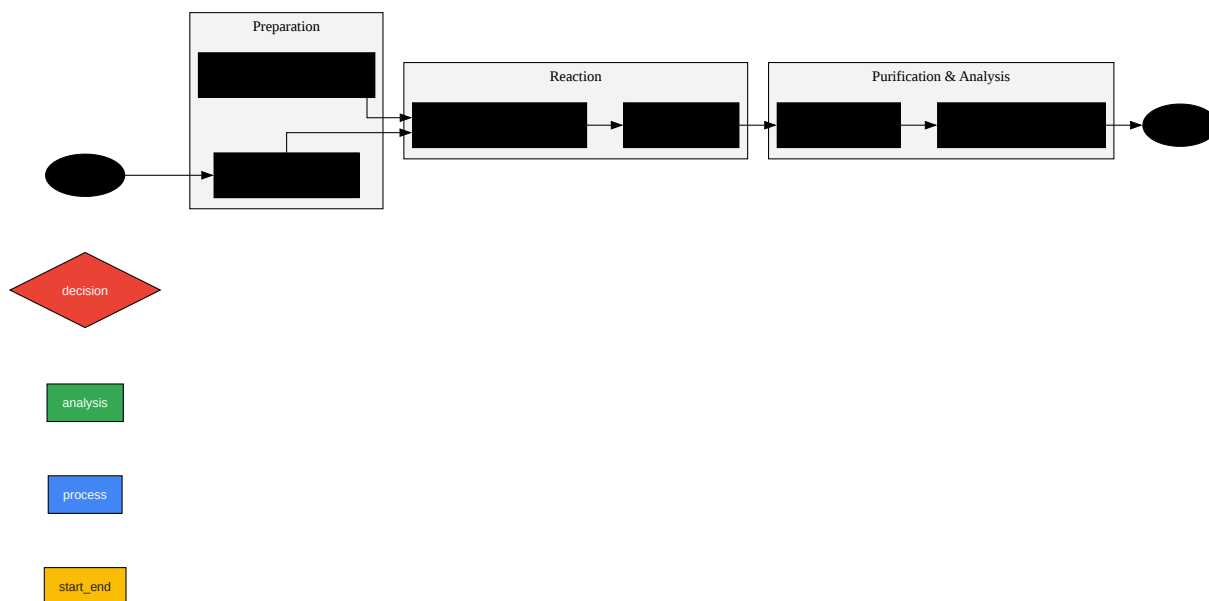 Preparation
Reaction
Purification & Analysis
decision
analysis
process
start_end